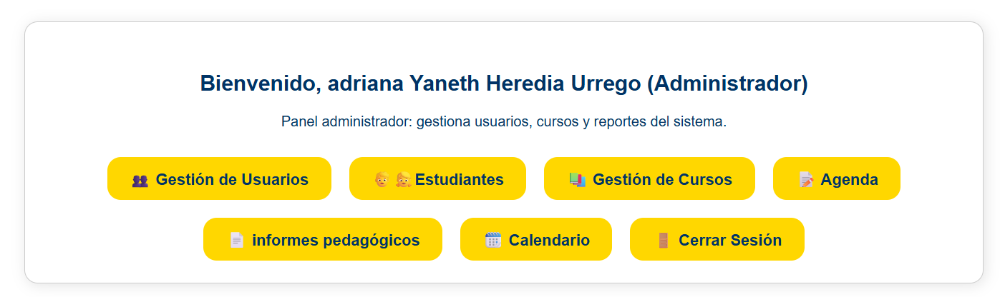 Bienvenido, adriana Yaneth Heredia Urrego (Administrador)
Panel administrador: gestiona usuarios, cursos y reportes del sistema.
Gestión de Usuarios
Estudiantes
Gestión de Cursos
Agenda
informes pedagógicos
Calendario
Cerrar Sesión